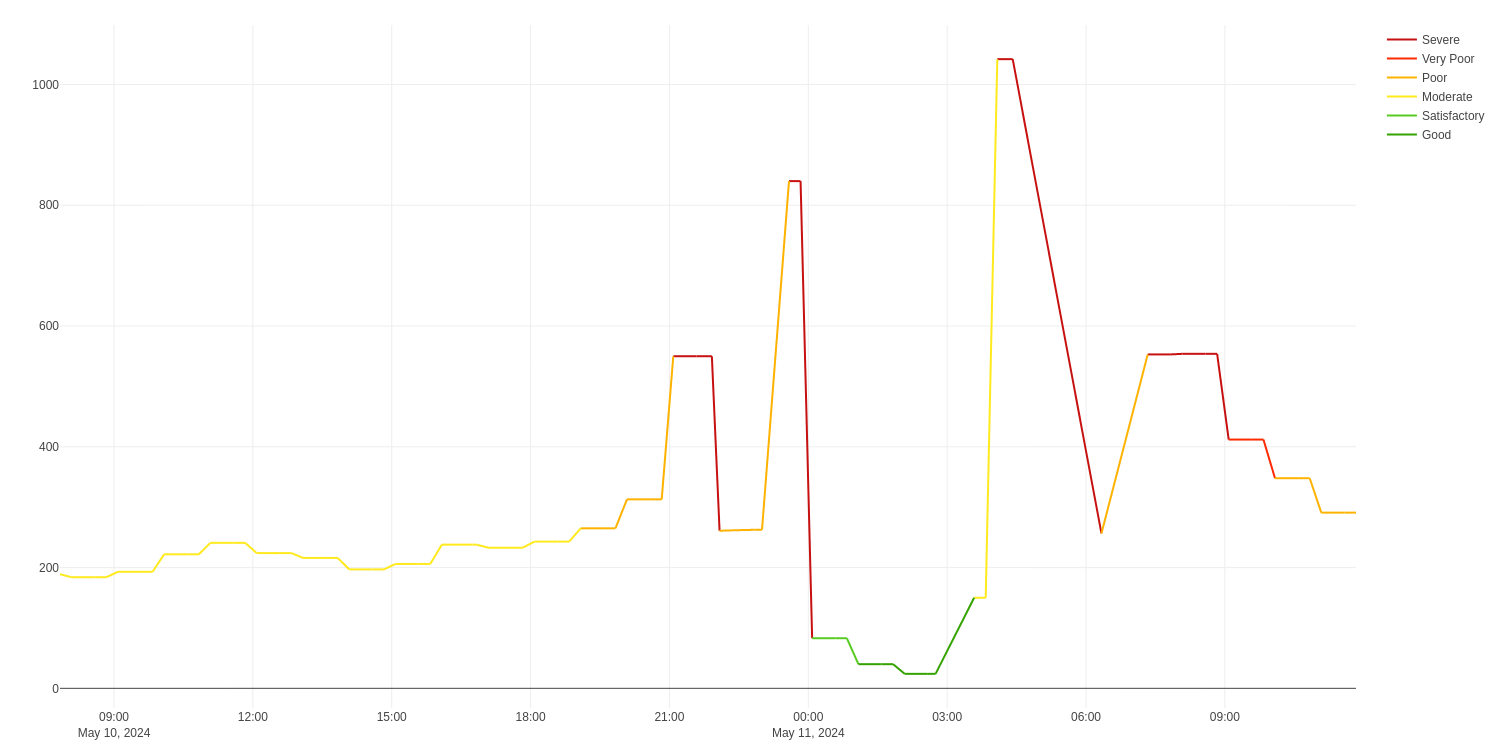 1000
800
600
400
200
0
09:00
May 10, 2024
12:00
15:00
18:00
21:00
00:00
May 11, 2024
03:00
06:00
09:00
Severe
Very Poor
Poor
Moderate
Satisfactory
Good